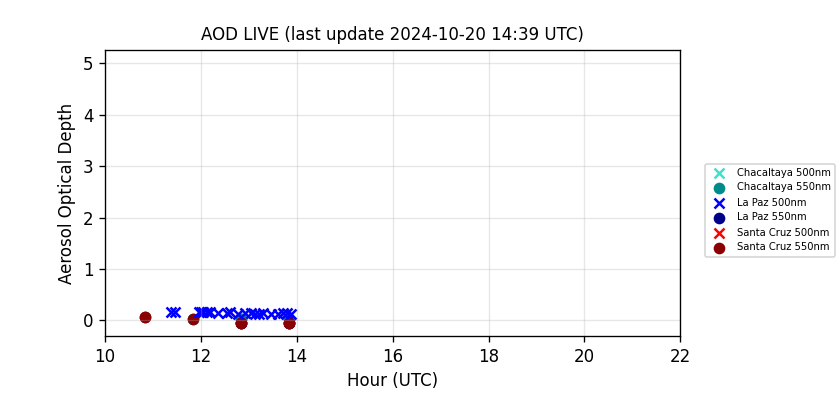 AOD LIVE (last update 2024-10-20 14:39 UTC)
5
4
3
2
1
0
Aerosol Optical Depth
10 12 14 16 18 20 22
Hour (UTC)
Chacaltaya 500nm
Chacaltaya 550nm
La Paz 500nm
La Paz 550nm
Santa Cruz 500nm
Santa Cruz 550nm